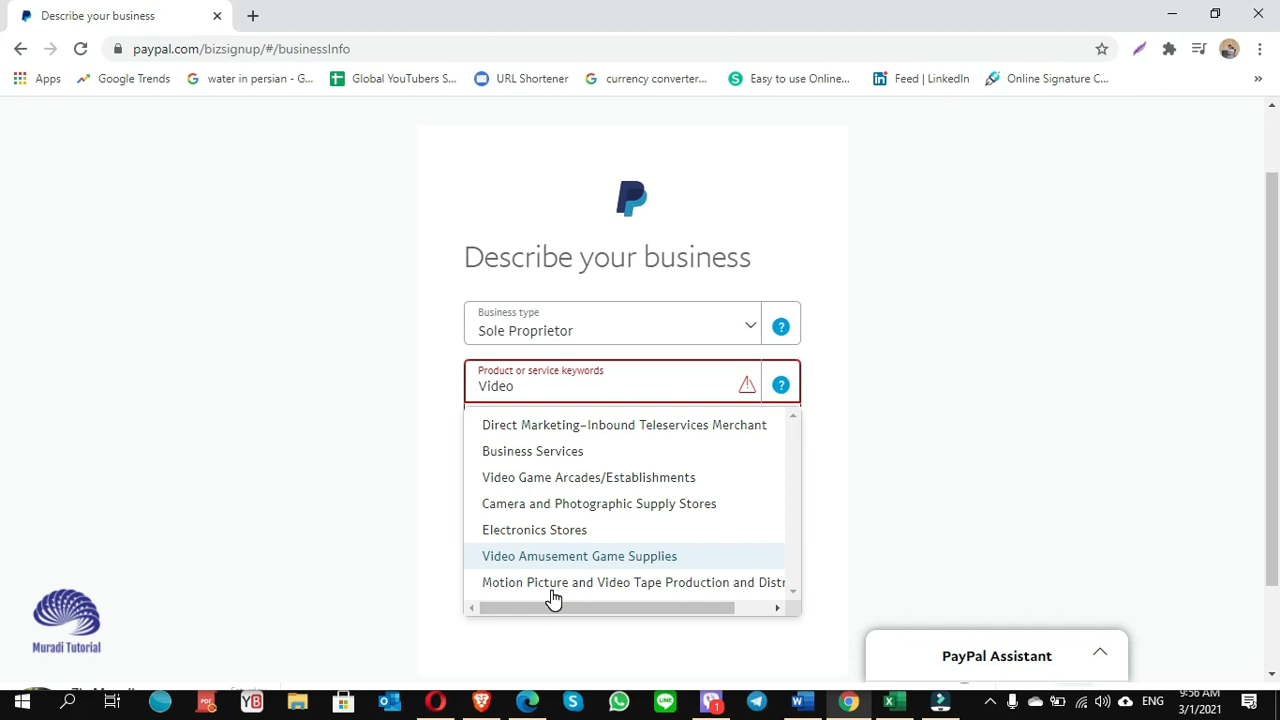 Describe your business
paypal.com/bizsignup/#/businessInfo
Apps
Google Trends
water in persian - G...
Global YouTubers S...
URL Shortener
currency converter...
Easy to use Online...
Feed | LinkedIn
Online Signature C...
»
Describe your business
Business type
Sole Proprietor
?
Product or service keywords
Video
?
Direct Marketing–Inbound Teleservices Merchant
Business Services
Video Game Arcades/Establishments
Camera and Photographic Supply Stores
Electronics Stores
Video Amusement Game Supplies
Motion Picture and Video Tape Production and Distr
Muradi Tutorial
PayPal Assistant
ENG
9:56 AM
3/1/2021